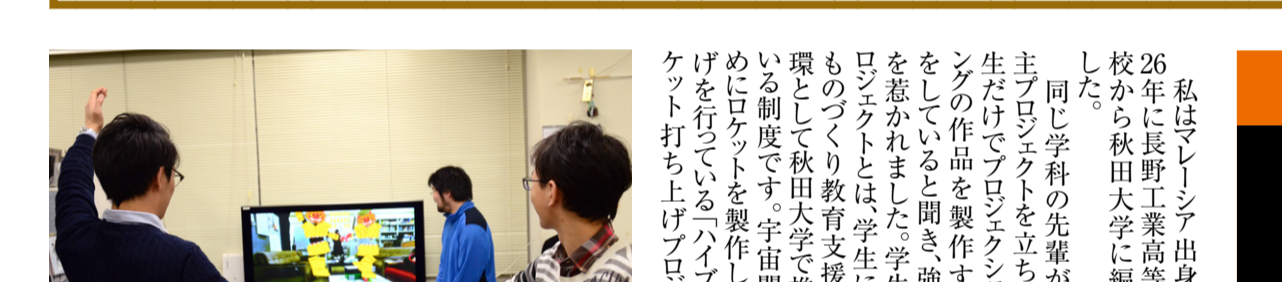 私はマレーシア出身
26年に長野工業高等
校から秋田大学に編
した。
同じ学科の先輩が
主プロジェクトを立ち
生だけでプロジェクシ
ングの作品を製作す
をしていると聞き、強
を惹かれました。学生
ロジェクトとは、学生に
ものづくり教育支援
環として秋田大学で推
いる制度です。宇宙開
めにロケットを製作し
げを行っている「ハイブ
ケット打ち上げプロジ